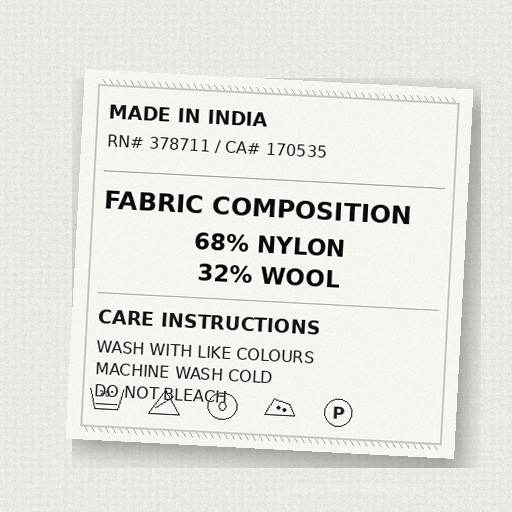 MADE IN INDIA
RN# 378711 / CA# 170535
FABRIC COMPOSITION
68% NYLON
32% WOOL
CARE INSTRUCTIONS
WASH WITH LIKE COLOURS
MACHINE WASH COLD
DO NOT BLEACH
P